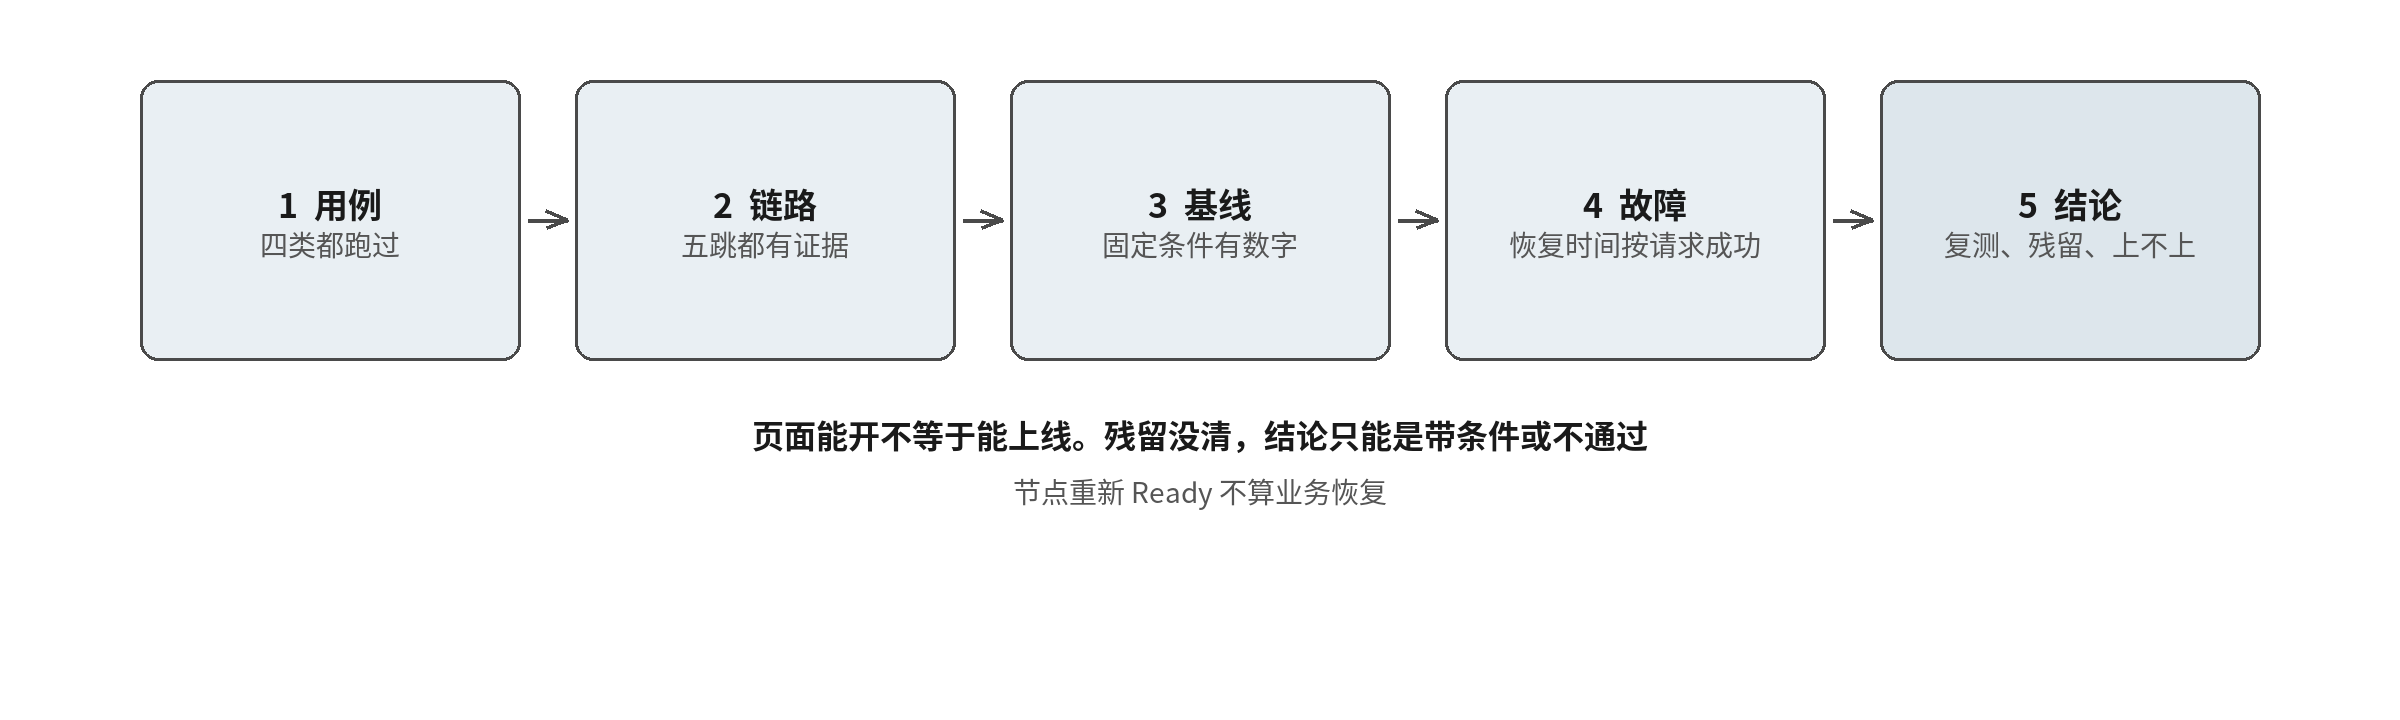 1 用例
四类都跑过
2 链路
五跳都有证据
3 基线
固定条件有数字
4 故障
恢复时间按请求成功
5 结论
复测、残留、上不上
页面能开不等于能上线。残留没清，结论只能是带条件或不通过
节点重新 Ready 不算业务恢复